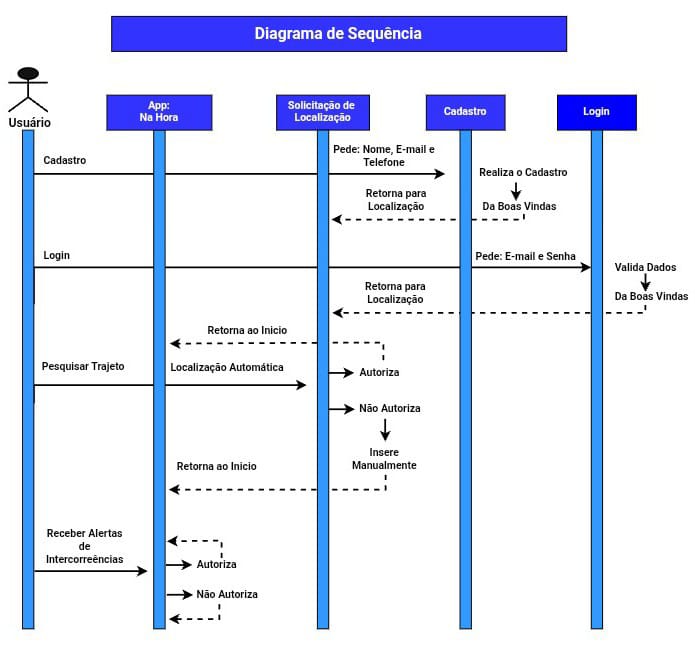 Diagrama de Sequência
Usuário
App:
Na Hora
Solicitação de
Localização
Cadastro
Login
Cadastro
Pede: Nome, E-mail e
Telefone
Realiza o Cadastro
Retorna para
Localização
Da Boas Vindas
Login
Pede: E-mail e Senha
Valida Dados
Retorna para
Localização
Da Boas Vindas
Retorna ao Inicio
Pesquisar Trajeto
Localização Automática
Autoriza
Não Autoriza
Insere
Manualmente
Retorna ao Inicio
Receber Alertas
de
Intercorreências
Autoriza
Não Autoriza